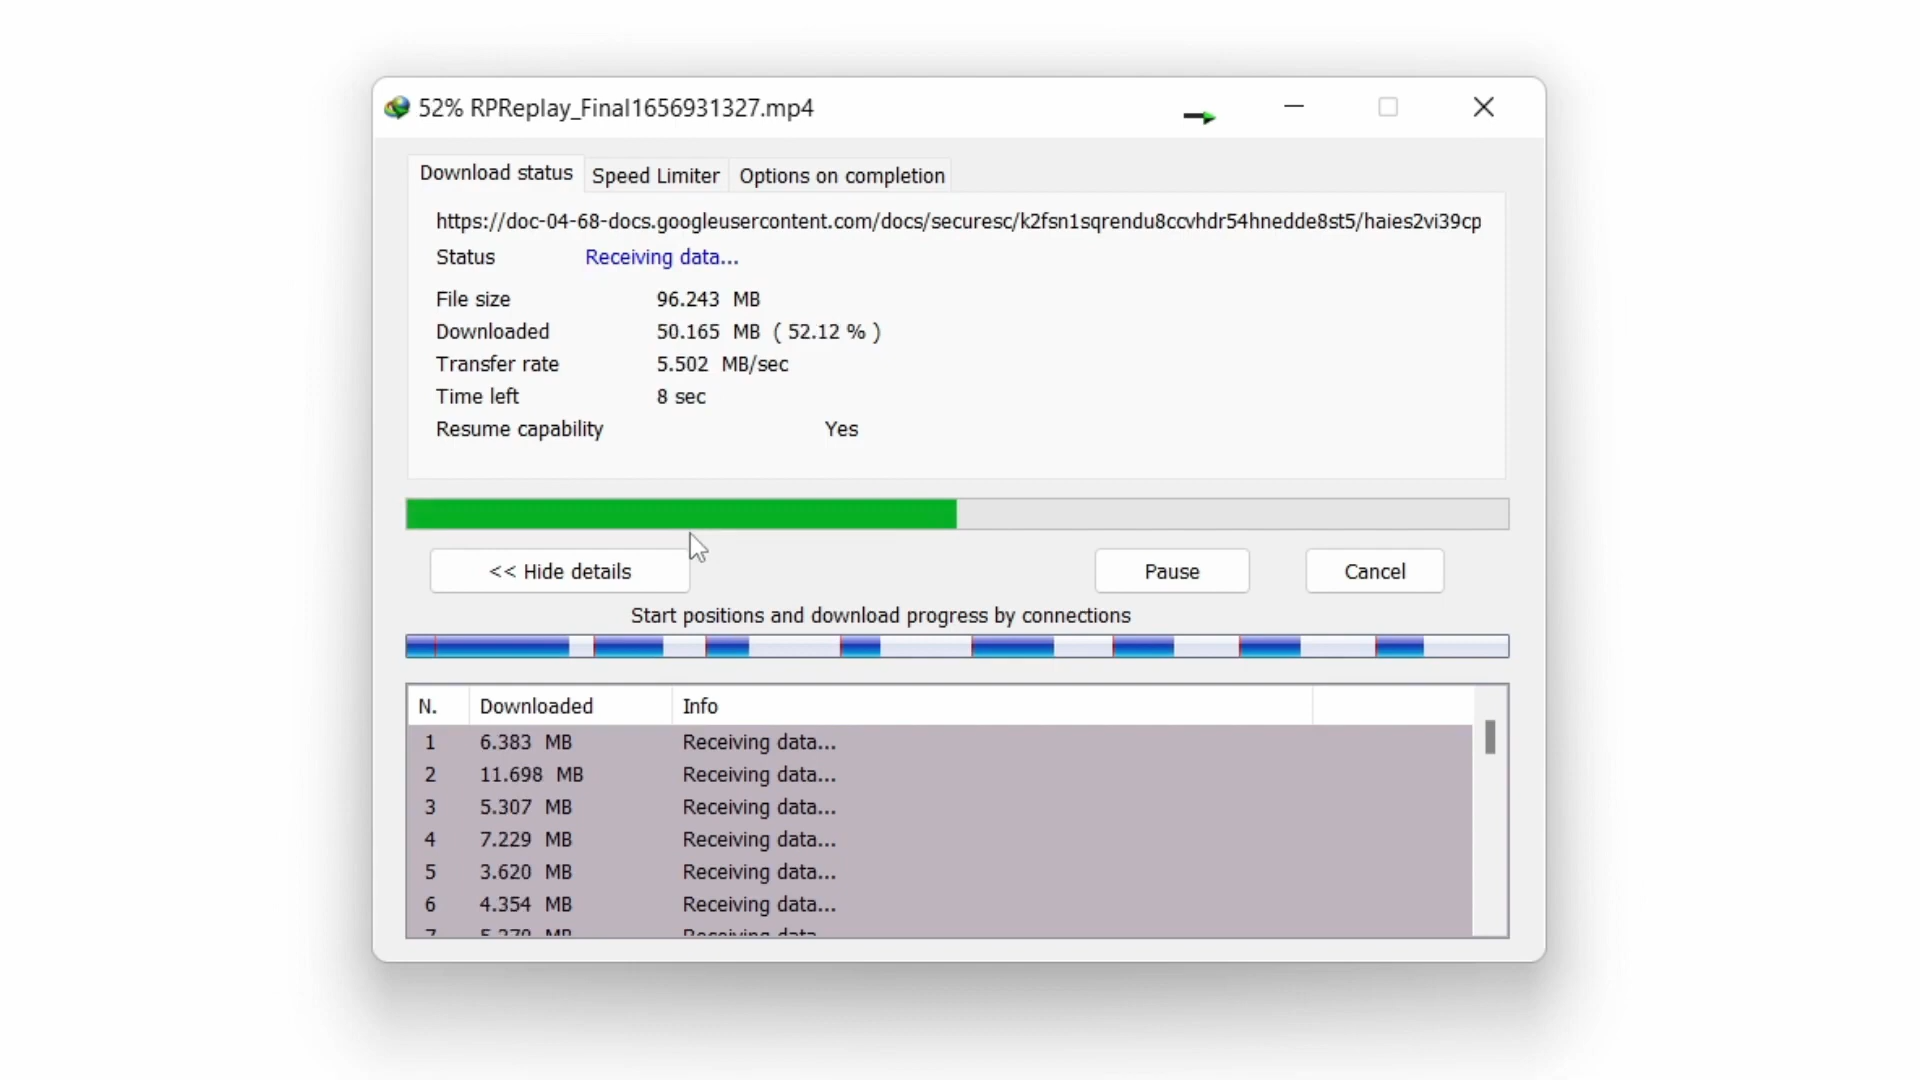 52% RPReplay_Final1656931327.mp4
Download status
Speed Limiter
Options on completion
https://doc-04-68-docs.googleusercontent.com/docs/securesc/k2fsn1sqrendu8ccvhdr54hnedde8st5/haies2vi39cp
Status Receiving data...
File size 96.243 MB
Downloaded 50.165 MB ( 52.12 % )
Transfer rate 5.502 MB/sec
Time left 8 sec
Resume capability Yes
<< Hide details
Pause
Cancel
Start positions and download progress by connections
N. Downloaded Info
1 6.383 MB Receiving data...
2 11.698 MB Receiving data...
3 5.307 MB Receiving data...
4 7.229 MB Receiving data...
5 3.620 MB Receiving data...
6 4.354 MB Receiving data...